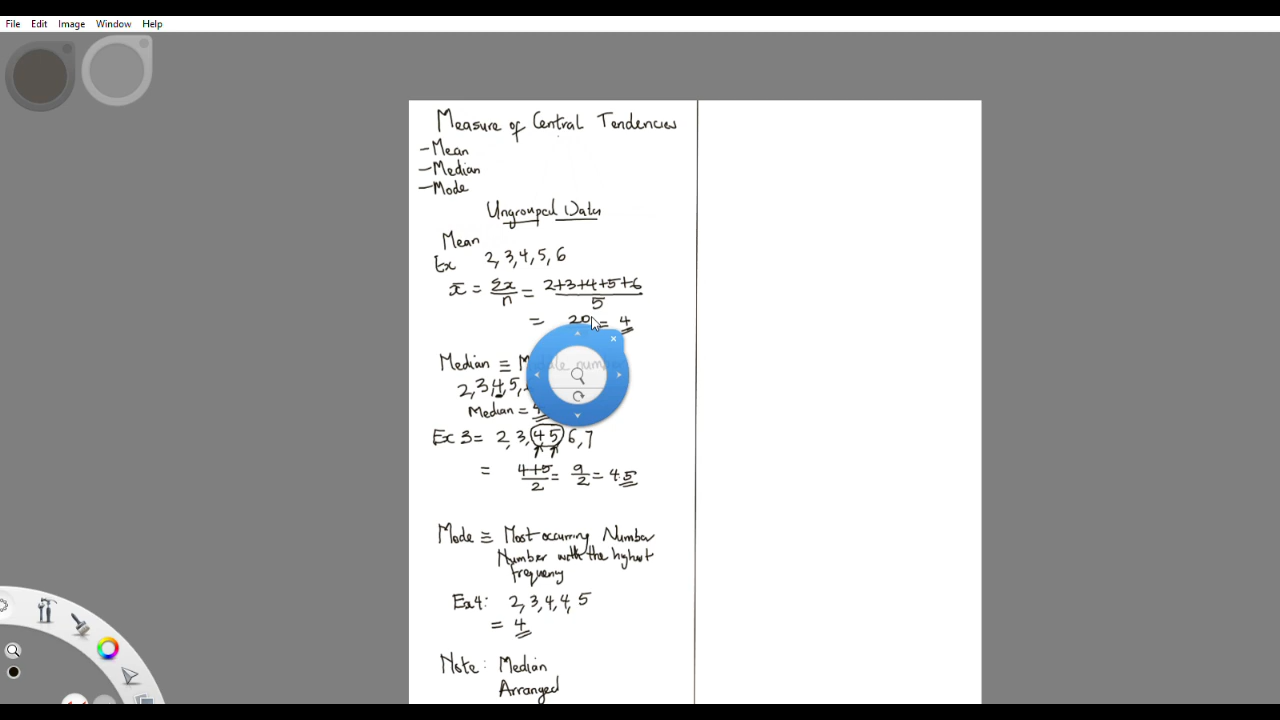 File Edit Image Window Help
Measure of Central Tendencies
- Mean
- Median
- Mode
Ungrouped Data
Mean
Ex 2, 3, 4, 5, 6
x̄ = Σx/n = 2+3+4+5+6/5
= 20 = 4
Median ≡ number
2, 3, 4, 5,
Median = 4
Ex 3 = 2, 3, 4 5, 6, 7
= 4+5/2 = 9/2 = 4.5
Mode ≡ Most occurring Number
Number with the highest
frequency
Ex4: 2, 3, 4, 4, 5
= 4
Note: Median
Arranged